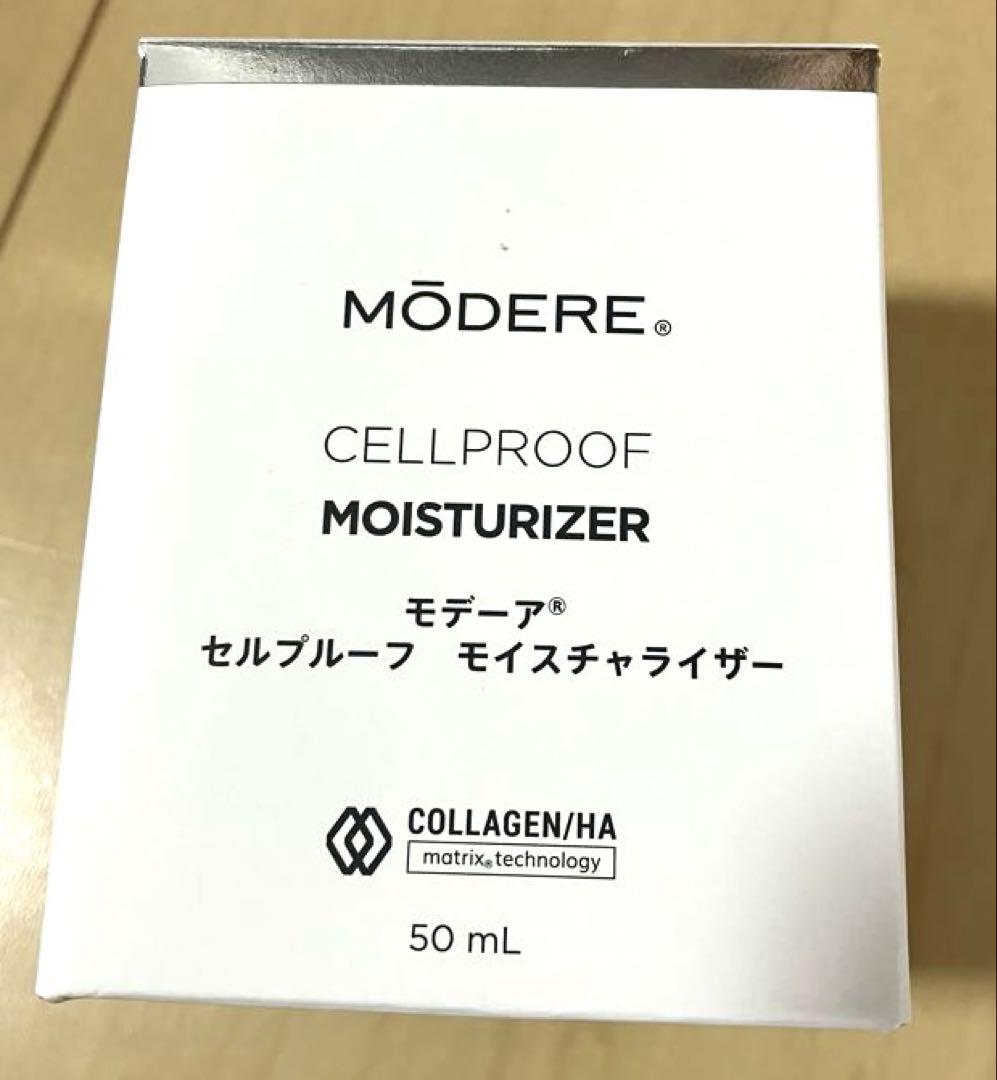 MŌDERE®
CELLPROOF
MOISTURIZER
モデーア®
セルプルーフ　モイスチャライザー
COLLAGEN/HA
matrix®technology
50 mL